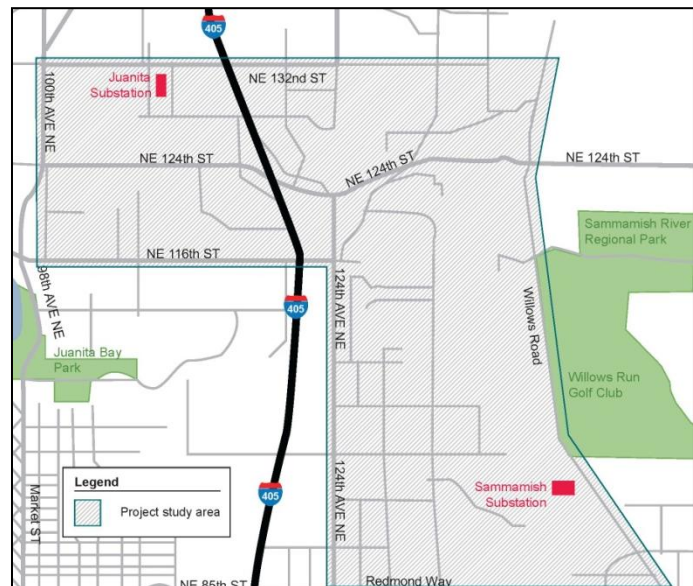 405
100th AVE NE
Juanita
Substation
NE 132nd ST
NE 124th ST
NE 124th ST
NE 124th ST
Sammamish River
Regional Park
NE 116th ST
98th AVE NE
124th AVE NE
405
Willows Road
Juanita Bay
Park
Willows Run
Golf Club
Legend
Project study area
Market ST
405
124th AVE NE
Sammamish
Substation
NE 85th ST
Redmond Way